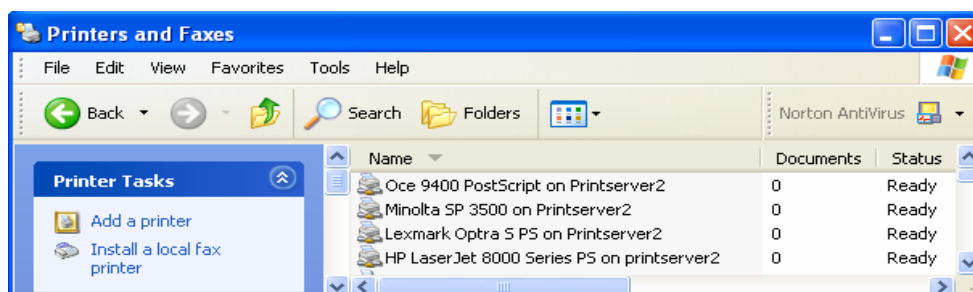 Printers and Faxes
File Edit View Favorites Tools Help
Back Search Folders Norton AntiVirus
Printer Tasks
Add a printer
Install a local fax
printer
Name Documents Status
Oce 9400 PostScript on Printserver2 0 Ready
Minolta SP 3500 on Printserver2 0 Ready
Lexmark Optra S PS on Printserver2 0 Ready
HP LaserJet 8000 Series PS on printserver2 0 Ready